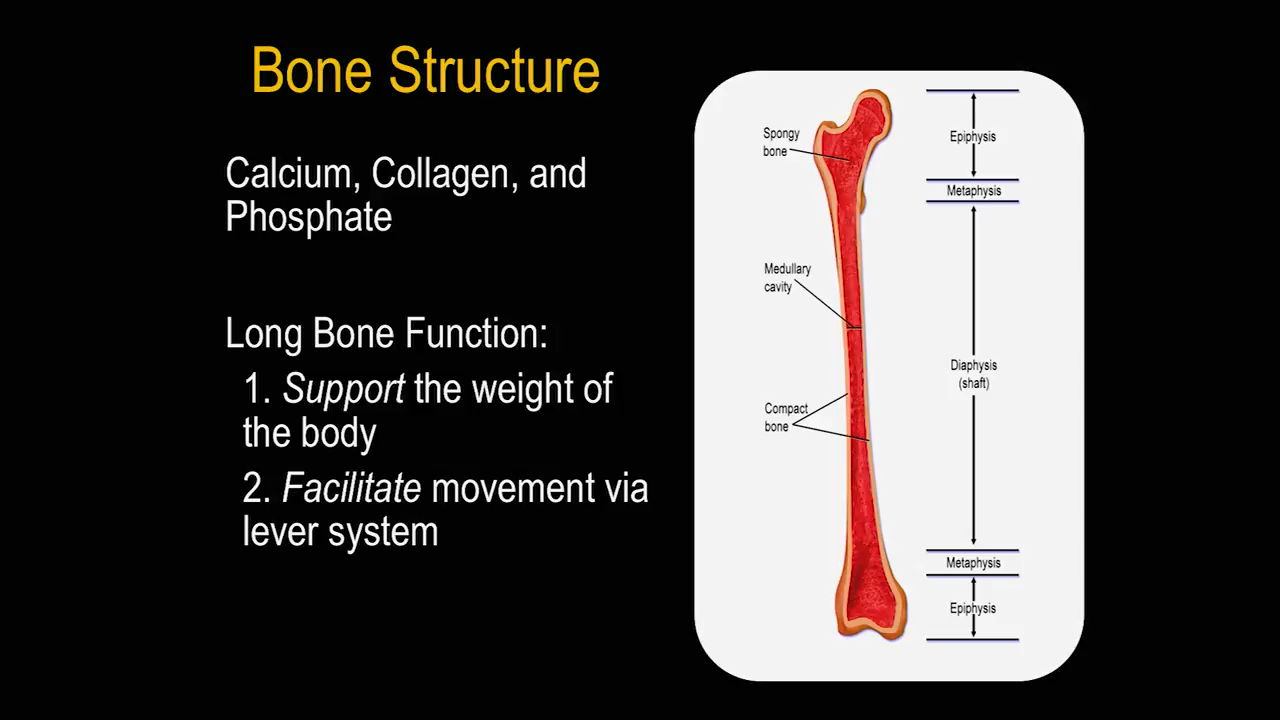 Bone Structure
Calcium, Collagen, and
Phosphate
Long Bone Function:
1. Support the weight of
the body
2. Facilitate movement via
lever system
Spongy
bone
Medullary
cavity
Compact
bone
Epiphysis
Metaphysis
Diaphysis
(shaft)
Metaphysis
Epiphysis